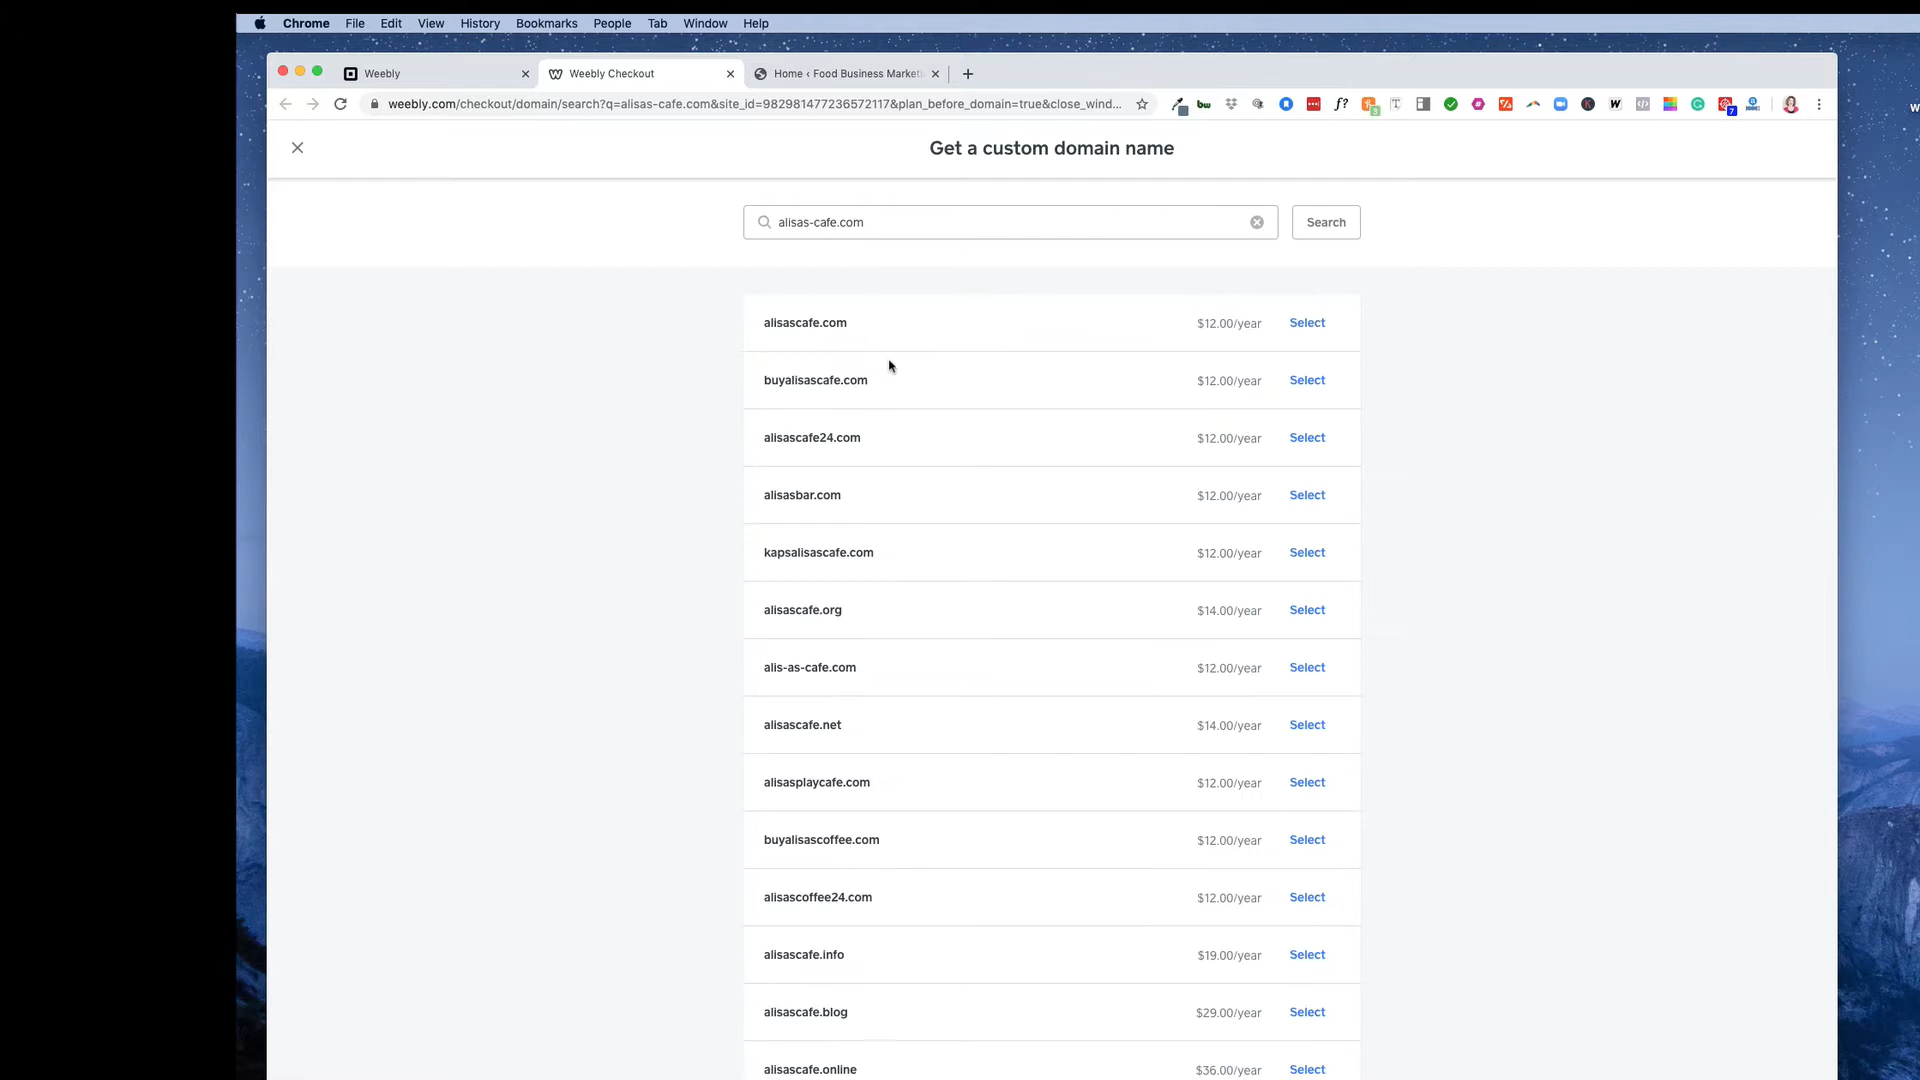 Chrome File Edit View History Bookmarks People Tab Window Help
Weebly
Weebly Checkout
Home ‹ Food Business Market
weebly.com/checkout/domain/search?q=alisas-cafe.com&site_id=982981477236572117&plan_before_domain=true&close_wind...
Get a custom domain name
alisas-cafe.com
Search
alisascafe.com $12.00/year Select
buyalisascafe.com $12.00/year Select
alisascafe24.com $12.00/year Select
alisasbar.com $12.00/year Select
kapsalisascafe.com $12.00/year Select
alisascafe.org $14.00/year Select
alis-as-cafe.com $12.00/year Select
alisascafe.net $14.00/year Select
alisasplaycafe.com $12.00/year Select
buyalisascoffee.com $12.00/year Select
alisascoffee24.com $12.00/year Select
alisascafe.info $19.00/year Select
alisascafe.blog $29.00/year Select
alisascafe.online $36.00/year Select